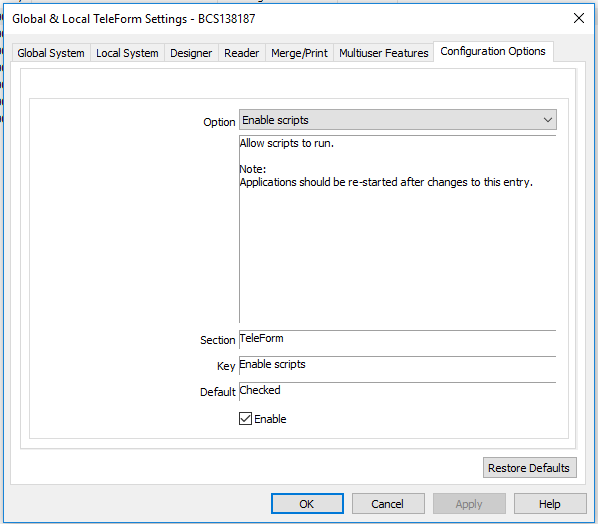 Global & Local TeleForm Settings - BCS138187
Global System Local System Designer Reader Merge/Print Multiuser Features Configuration Options
Option Enable scripts
Allow scripts to run.
Note:
Applications should be re-started after changes to this entry.
Section TeleForm
Key Enable scripts
Default Checked
Enable
Restore Defaults
OK Cancel Apply Help